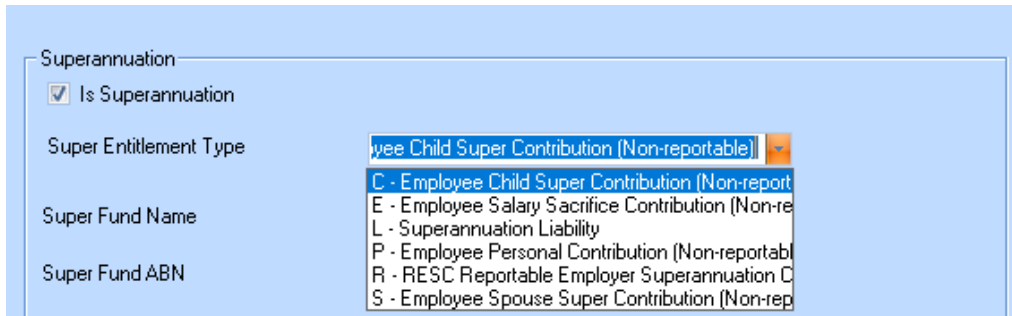 Superannuation
Is Superannuation
Super Entitlement Type
yee Child Super Contribution (Non-reportable)
C - Employee Child Super Contribution (Non-report
E - Employee Salary Sacrifice Contribution (Non-re
Super Fund Name
L - Superannuation Liability
P - Employee Personal Contribution (Non-reportabl
Super Fund ABN
R - RESC Reportable Employer Superannuation C
S - Employee Spouse Super Contribution (Non-rep